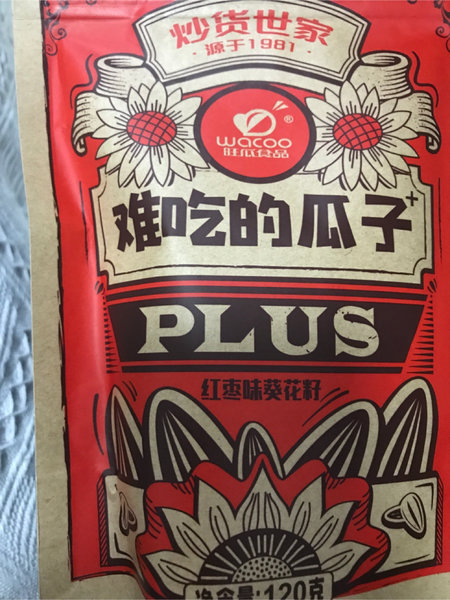 炒货世家
·源于1981·
®
wacoo
旺欣食品
难吃的瓜子+
PLUS
红枣味葵花籽
净含量:120克